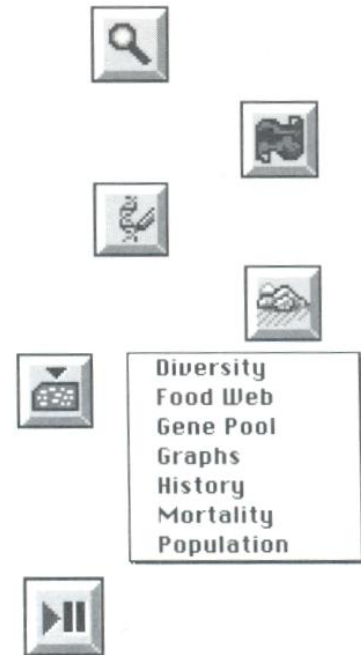 Diversity
Food Web
Gene Pool
Graphs
History
Mortality
Population